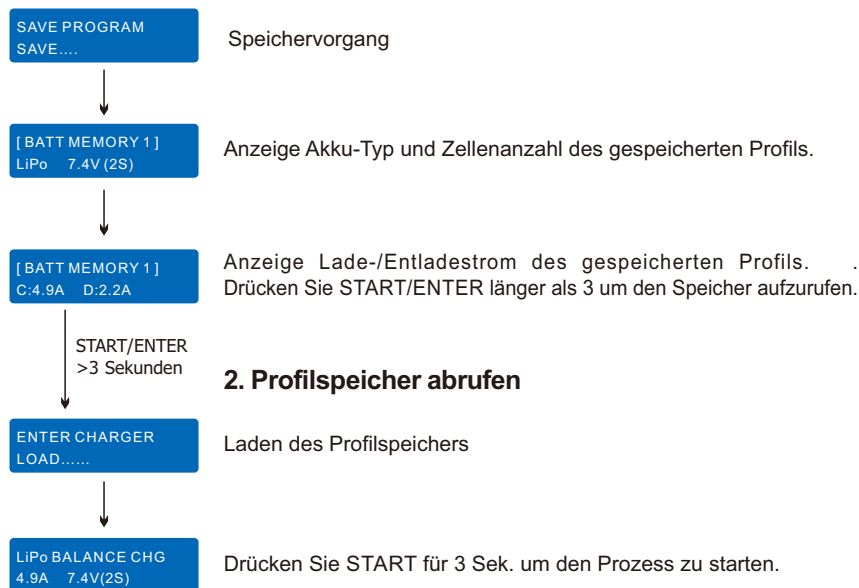 SAVE PROGRAM
SAVE....
Speichervorgang
[ BATT MEMORY 1 ]
LiPo 7.4V (2S)
Anzeige Akku-Typ und Zellenanzahl des gespeicherten Profils.
[ BATT MEMORY 1 ]
C:4.9A D:2.2A
Anzeige Lade-/Entladestrom des gespeicherten Profils. .
Drücken Sie START/ENTER länger als 3 um den Speicher aufzurufen.
START/ENTER
>3 Sekunden
2. Profilspeicher abrufen
ENTER CHARGER
LOAD......
Laden des Profilspeichers
LiPo BALANCE CHG
4.9A 7.4V(2S)
Drücken Sie START für 3 Sek. um den Prozess zu starten.